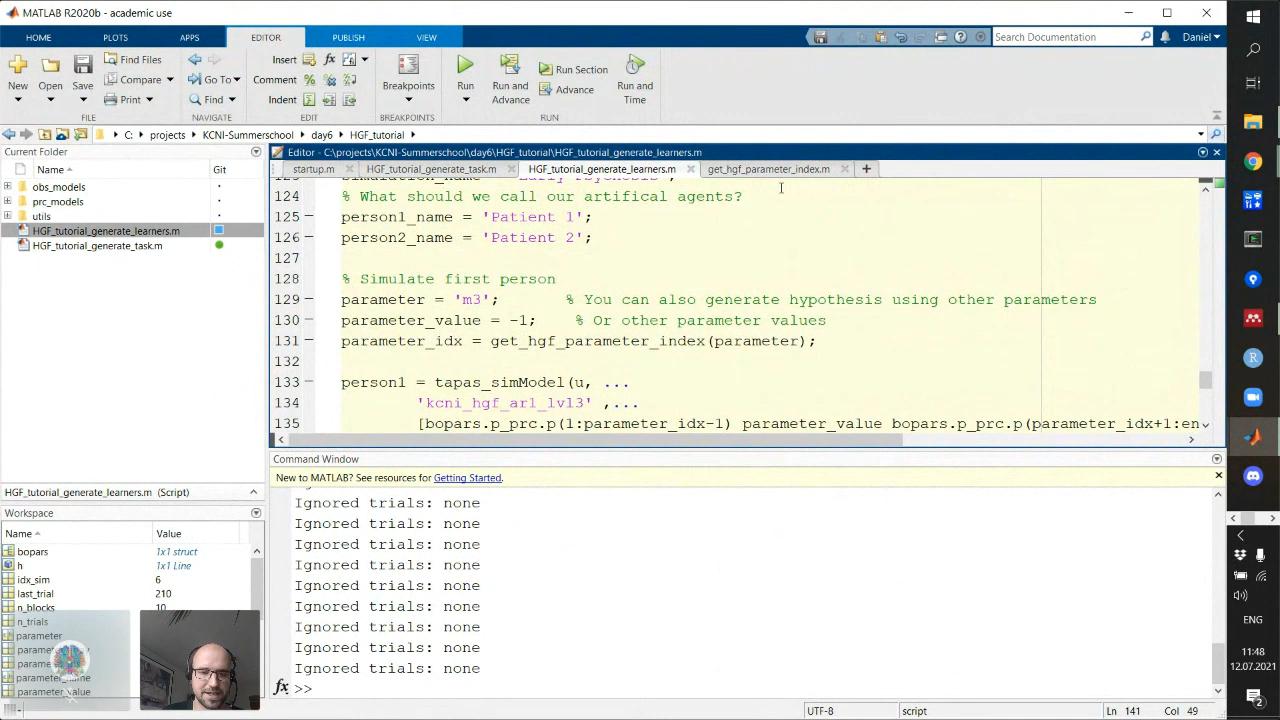 MATLAB R2020b - academic use
HOME
PLOTS
APPS
EDITOR
PUBLISH
VIEW
Search Documentation
Daniel
New
Open
Save
Find Files
Compare
Print
Go To
Find
Insert
fx
Comment
Indent
Breakpoints
Run
Run and Advance
Run Section
Advance
Run and Time
FILE
NAVIGATE
EDIT
BREAKPOINTS
RUN
C: projects KCNI-Summerschool day6 HGF_tutorial
Current Folder
Name
Git
obs_models
prc_models
utils
HGF_tutorial_generate_learners.m
HGF_tutorial_generate_task.m
HGF_tutorial_generate_learners.m (Script)
Workspace
Name Value
bopars 1x1 struct
h 1x1 Line
idx_sim 6
last_trial 210
n_blocks 10
n_trials
parameter
parameter_value
Editor - C:\projects\KCNI-Summerschool\day6\HGF_tutorial\HGF_tutorial_generate_learners.m
startup.m
HGF_tutorial_generate_task.m
HGF_tutorial_generate_learners.m
get_hgf_parameter_index.m
124 % What should we call our artifical agents?
125 person1_name = 'Patient 1';
126 person2_name = 'Patient 2';
127
128 % Simulate first person
129 parameter = 'm3'; % You can also generate hypothesis using other parameters
130 parameter_value = -1; % Or other parameter values
131 parameter_idx = get_hgf_parameter_index(parameter);
132
133 person1 = tapas_simModel(u, ...
134 'kcni_hgf_ar1_lvl3' ,...
135 [bopars.p_prc.p(1:parameter_idx-1) parameter_value bopars.p_prc.p(parameter_idx+1:en
Command Window
New to MATLAB? See resources for Getting Started.
Ignored trials: none
Ignored trials: none
Ignored trials: none
Ignored trials: none
Ignored trials: none
Ignored trials: none
Ignored trials: none
Ignored trials: none
Ignored trials: none
fx >>
UTF-8
script
Ln 141 Col 49
ENG
11:48
12.07.2021
2